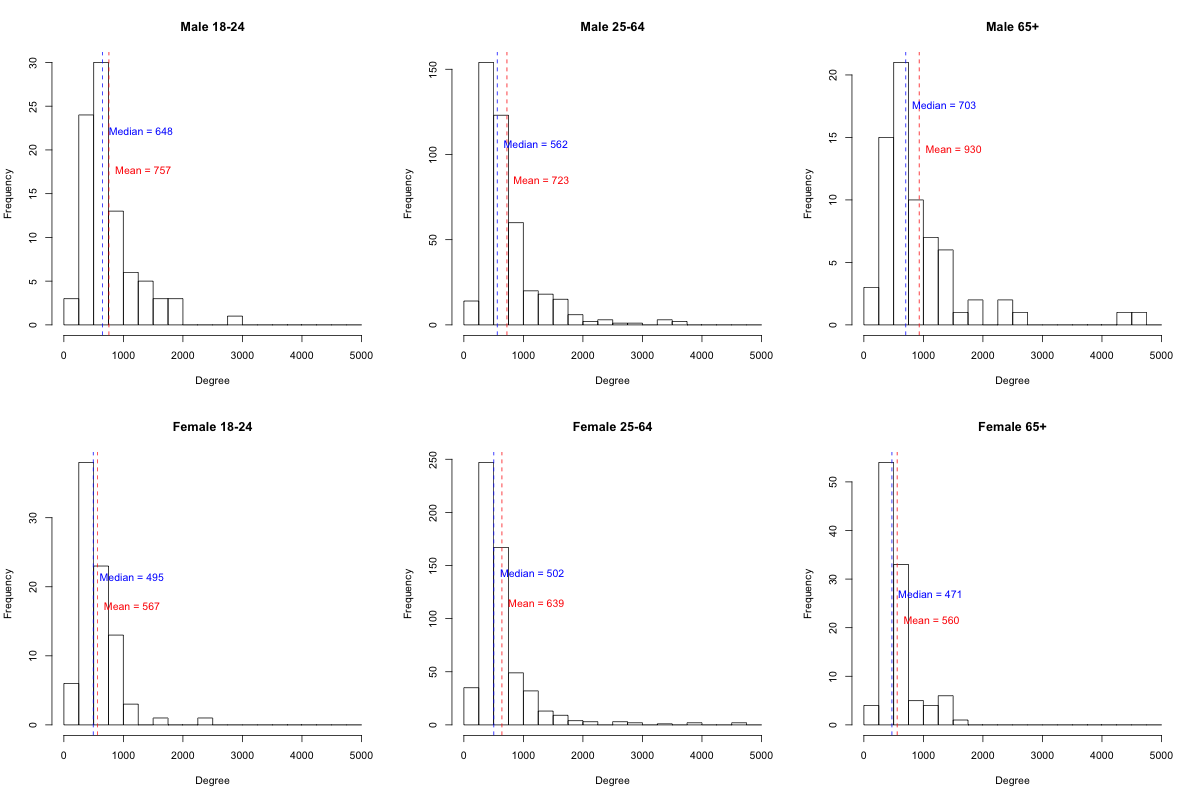 Male 18-24
Frequency
30
25
20
15
10
5
0
Median = 648
Mean = 757
0 1000 2000 3000 4000 5000
Degree
Male 25-64
Frequency
150
100
50
0
Median = 562
Mean = 723
0 1000 2000 3000 4000 5000
Degree
Male 65+
Frequency
20
15
10
5
0
Median = 703
Mean = 930
0 1000 2000 3000 4000 5000
Degree
Female 18-24
Frequency
30
20
10
0
Median = 495
Mean = 567
0 1000 2000 3000 4000 5000
Degree
Female 25-64
Frequency
250
200
150
100
50
0
Median = 502
Mean = 639
0 1000 2000 3000 4000 5000
Degree
Female 65+
Frequency
50
40
30
20
10
0
Median = 471
Mean = 560
0 1000 2000 3000 4000 5000
Degree